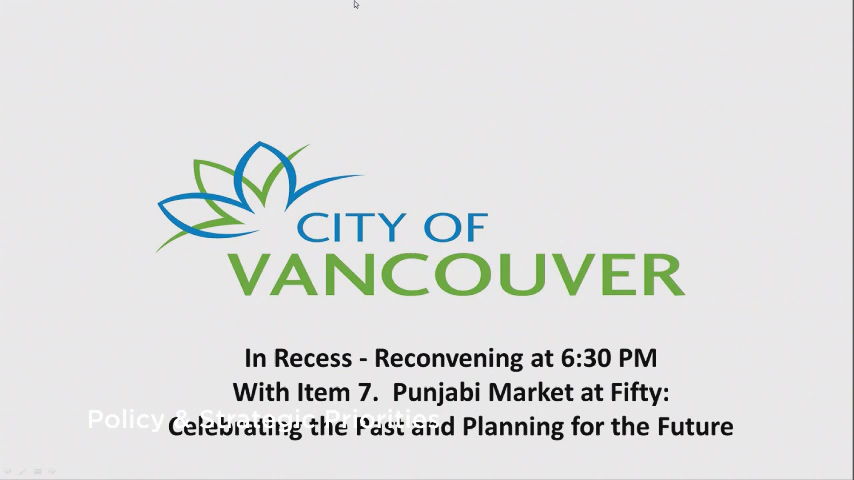 CITY OF
VANCOUVER
In Recess - Reconvening at 6:30 PM
With Item 7. Punjabi Market at Fifty:
Policy & Strategic Priorities
Celebrating the Past and Planning for the Future